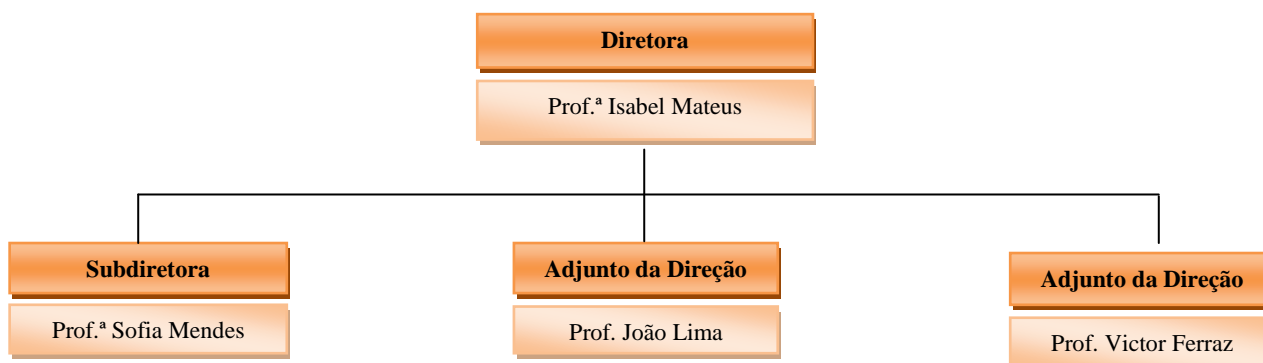 Diretora
Prof.ª Isabel Mateus
Subdiretora
Prof.ª Sofia Mendes
Adjunto da Direção
Prof. João Lima
Adjunto da Direção
Prof. Victor Ferraz